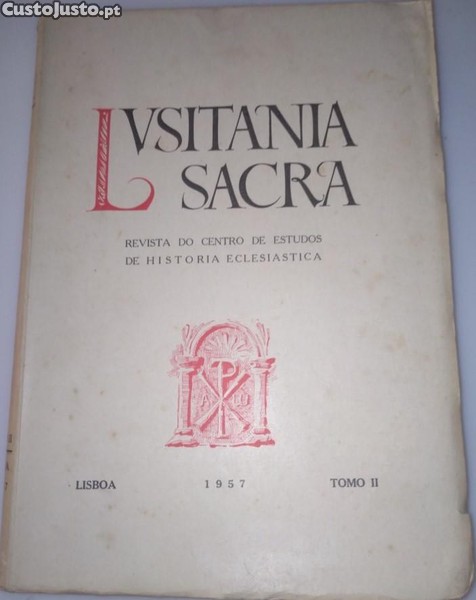 CustoJusto.pt
LVSITANIA
SACRA
REVISTA DO CENTRO DE ESTUDOS
DE HISTORIA ECLESIASTICA
LISBOA 1957 TOMO II